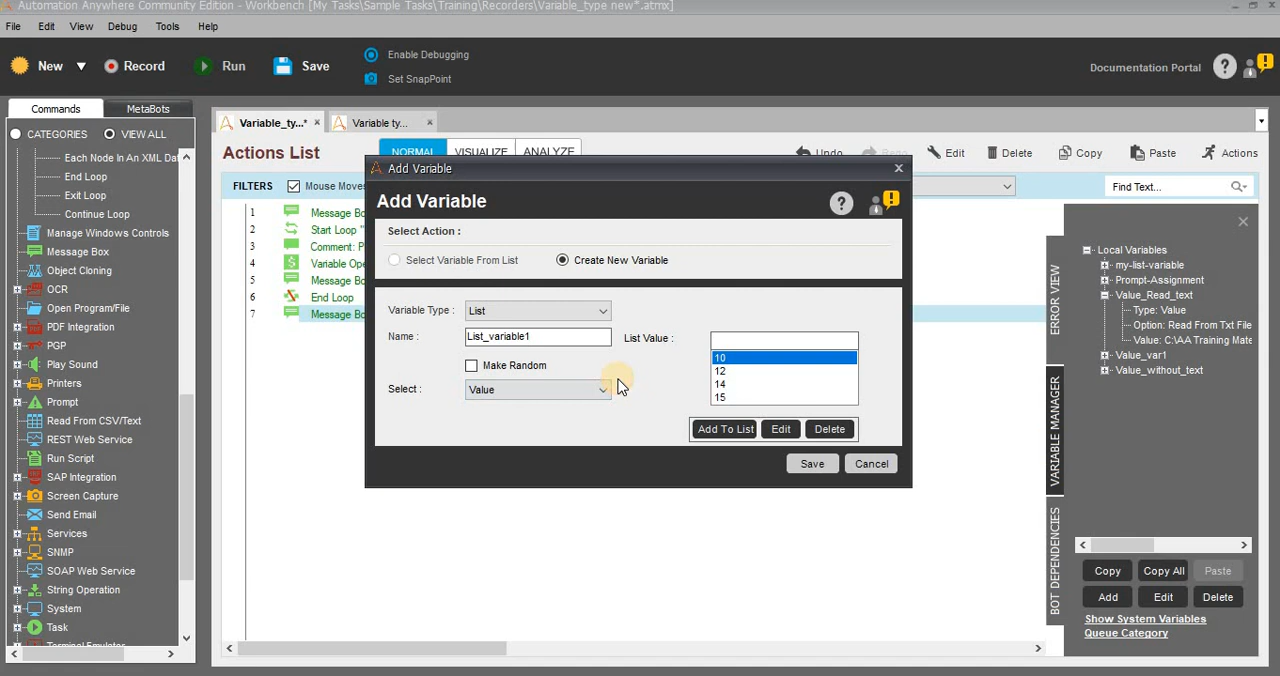 Automation Anywhere Community Edition - Workbench [My Tasks\Sample Tasks\Training\Recorders\Variable_type new*.atmx]
File Edit View Debug Tools Help
New Record Run Save
Enable Debugging
Set SnapPoint
Documentation Portal
Commands MetaBots
CATEGORIES VIEW ALL
Each Node In An XML Dat
End Loop
Exit Loop
Continue Loop
Manage Windows Controls
Message Box
Object Cloning
OCR
Open Program/File
PDF Integration
PGP
Play Sound
Printers
Prompt
Read From CSV/Text
REST Web Service
Run Script
SAP Integration
Screen Capture
Send Email
Services
SNMP
SOAP Web Service
String Operation
System
Task
Terminal Emulator
Variable_ty...* Variable ty...
Actions List
NORMAL VISUALIZE ANALYZE
Undo Redo Edit Delete Copy Paste Actions
FILTERS Mouse Moves
Find Text...
1 Message Bo
2 Start Loop "
3 Comment: Pl
4 Variable Ope
5 Message Bo
6 End Loop
7 Message Bo
Add Variable
Add Variable
Select Action :
Select Variable From List Create New Variable
Variable Type : List
Name : List_variable1 List Value :
Make Random
Select : Value
10
12
14
15
Add To List Edit Delete
Save Cancel
ERROR VIEW
VARIABLE MANAGER
BOT DEPENDENCIES
Local Variables
my-list-variable
Prompt-Assignment
Value_Read_text
Type: Value
Option: Read From Txt File
Value: C:\AA Training Mate
Value_var1
Value_without_text
Copy Copy All Paste
Add Edit Delete
Show System Variables
Queue Category